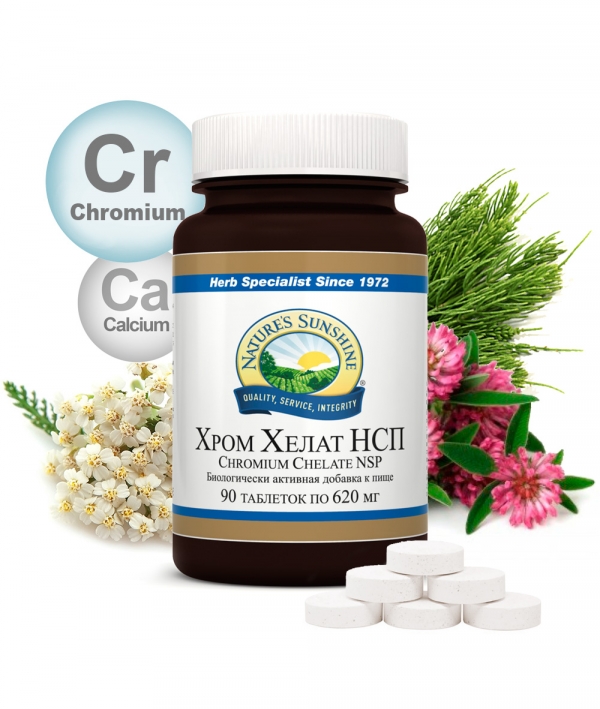 Cr
Chromium
Ca
Calcium
Herb Specialist Since 1972
NATURE'S SUNSHINE
®
QUALITY, SERVICE, INTEGRITY
ХРОМ ХЕЛАТ НСП
CHROMIUM CHELATE NSP
Биологически активная добавка к пище
90 ТАБЛЕТОК ПО 620 МГ